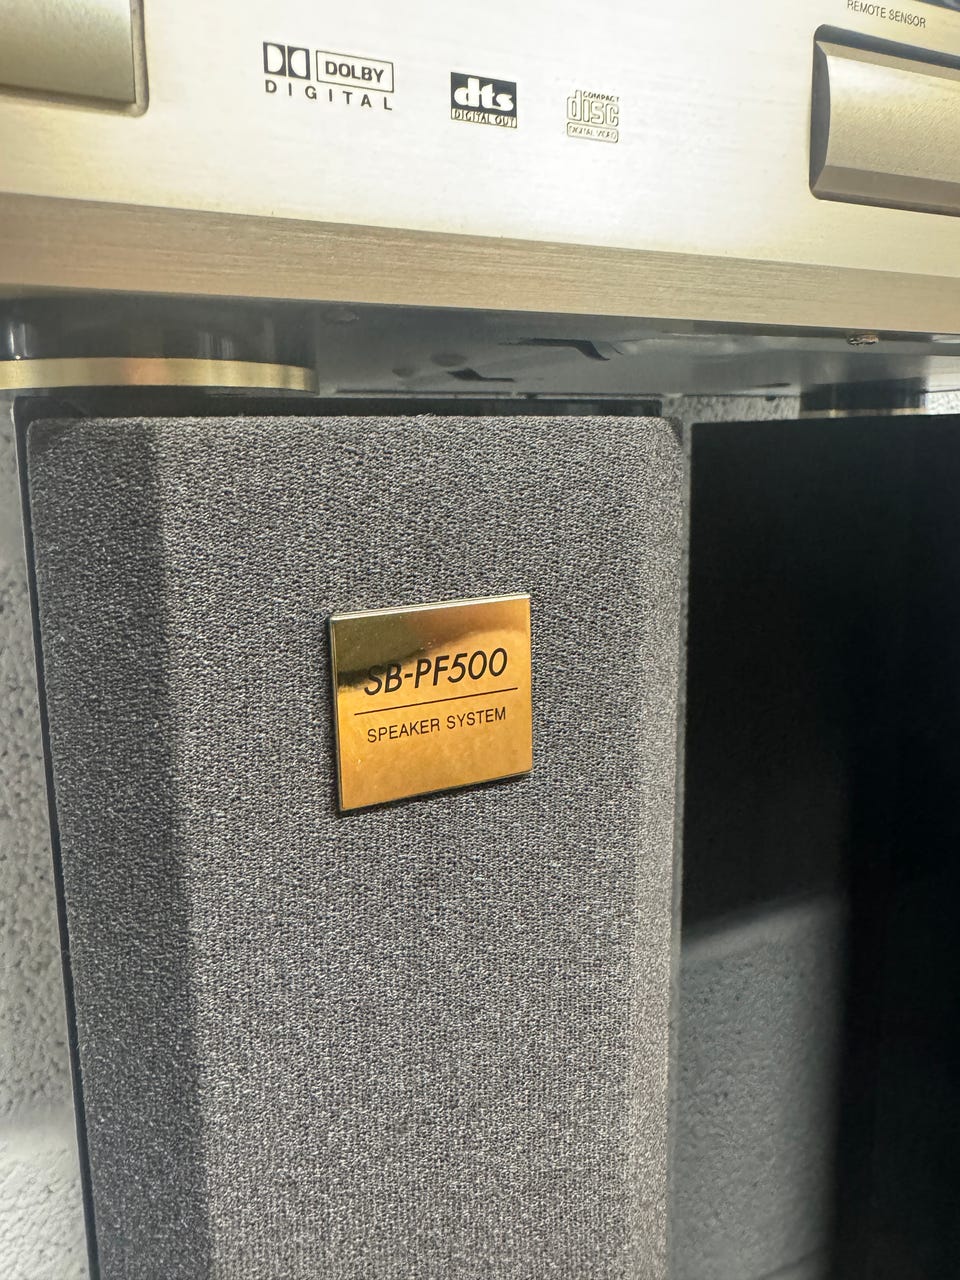 REMOTE SENSOR
DOLBY
DIGITAL
dts
DIGITAL OUT
COMPACT
disc
DIGITAL VIDEO
SB-PF500
SPEAKER SYSTEM